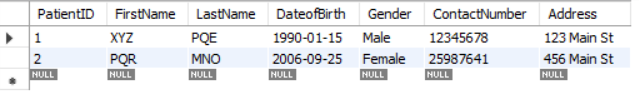 PatientID FirstName LastName DateofBirth Gender ContactNumber Address
1 XYZ PQE 1990-01-15 Male 12345678 123 Main St
2 PQR MNO 2006-09-25 Female 25987641 456 Main St
NULL NULL NULL NULL NULL NULL NULL